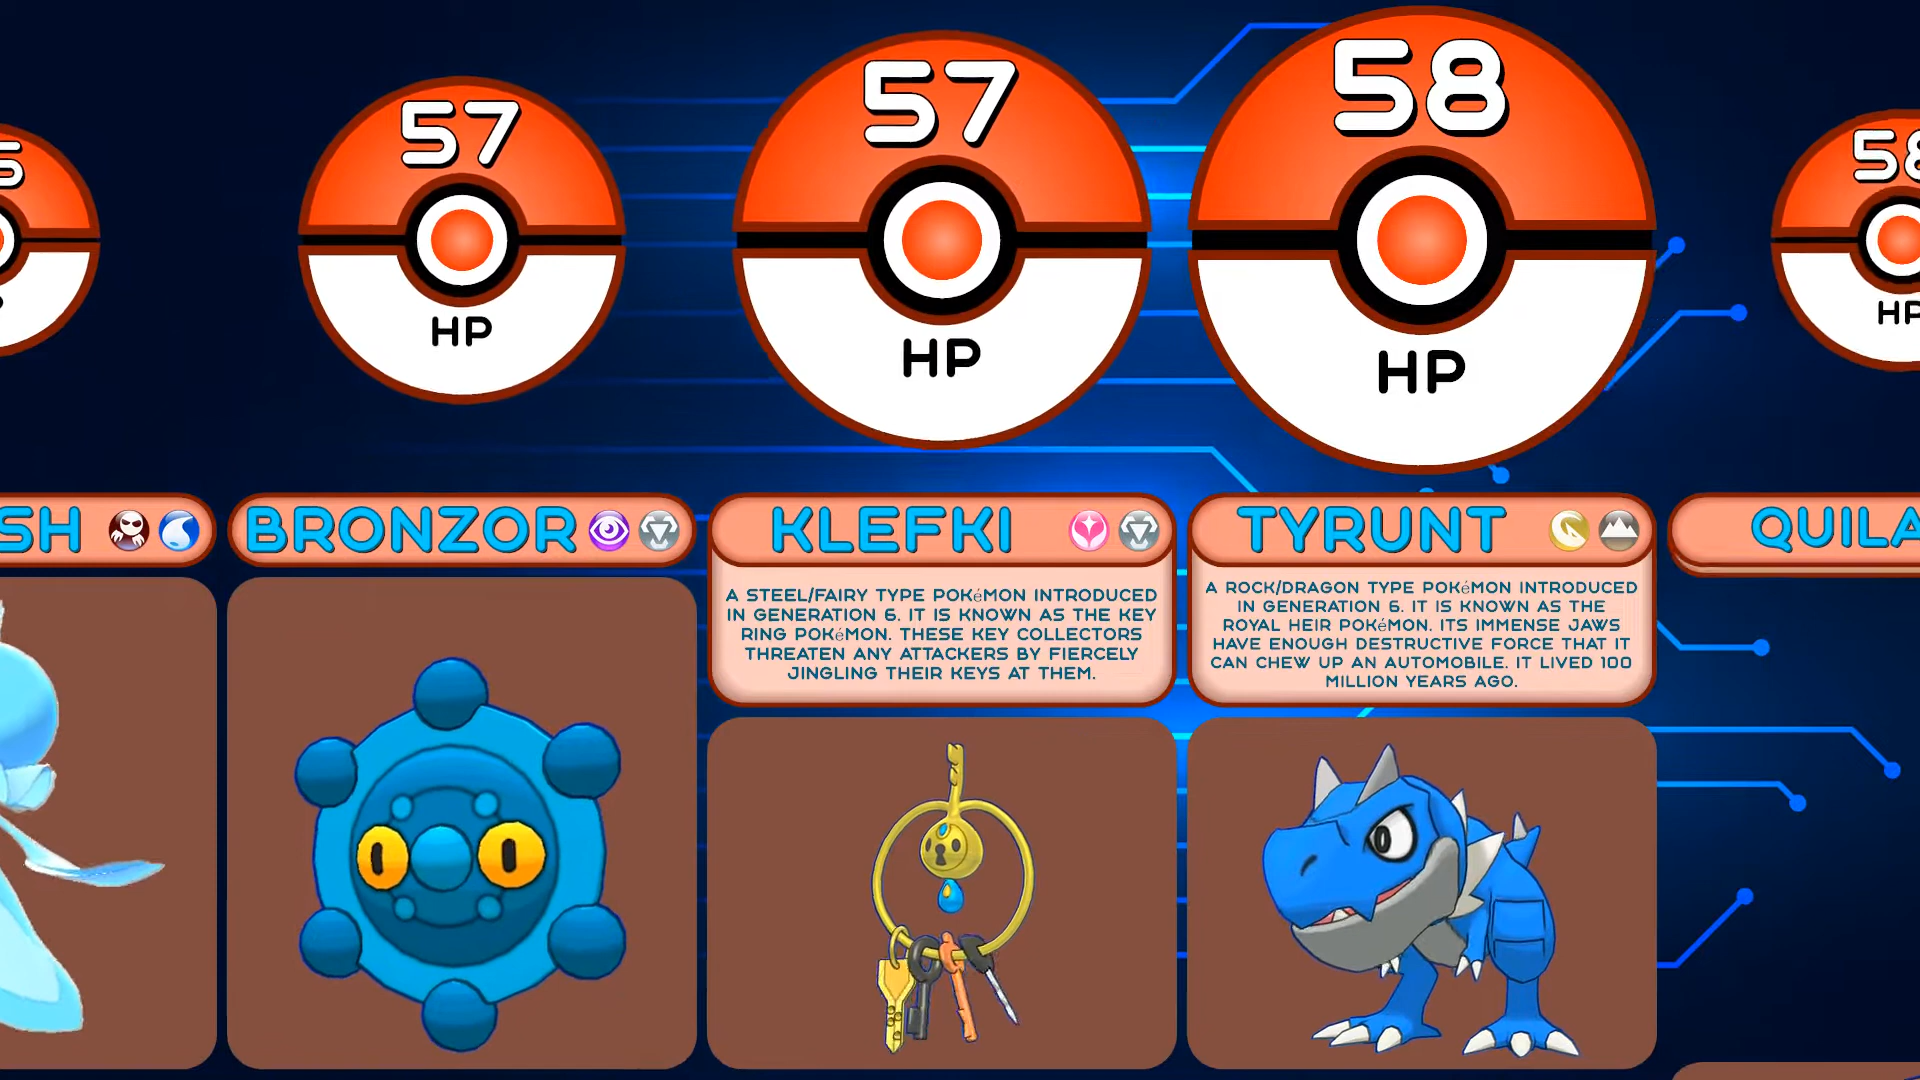 57
57
58
58
HP
HP
HP
HP
SH
BRONZOR
KLEFKI
TYRUNT
QUILA
A STEEL/FAIRY TYPE POKéMON INTRODUCED
IN GENERATION 6. IT IS KNOWN AS THE KEY
RING POKéMON. THESE KEY COLLECTORS
THREATEN ANY ATTACKERS BY FIERCELY
JINGLING THEIR KEYS AT THEM.
A ROCK/DRAGON TYPE POKéMON INTRODUCED
IN GENERATION 6. IT IS KNOWN AS THE
ROYAL HEIR POKéMON. ITS IMMENSE JAWS
HAVE ENOUGH DESTRUCTIVE FORCE THAT IT
CAN CHEW UP AN AUTOMOBILE. IT LIVED 100
MILLION YEARS AGO.